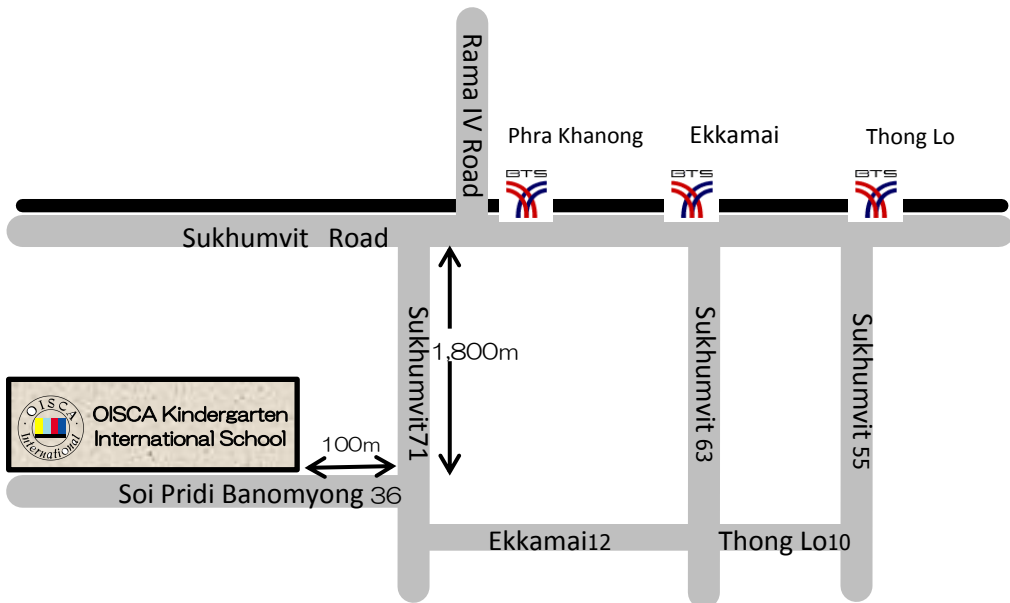 Rama IV Road
Phra Khanong
Ekkamai
Thong Lo
BTS
BTS
BTS
Sukhumvit Road
Sukhumvit71
1,800m
Sukhumvit 63
Sukhumvit 55
OISCA
International
OISCA Kindergarten
International School
100m
Soi Pridi Banomyong 36
Ekkamai12
Thong Lo10